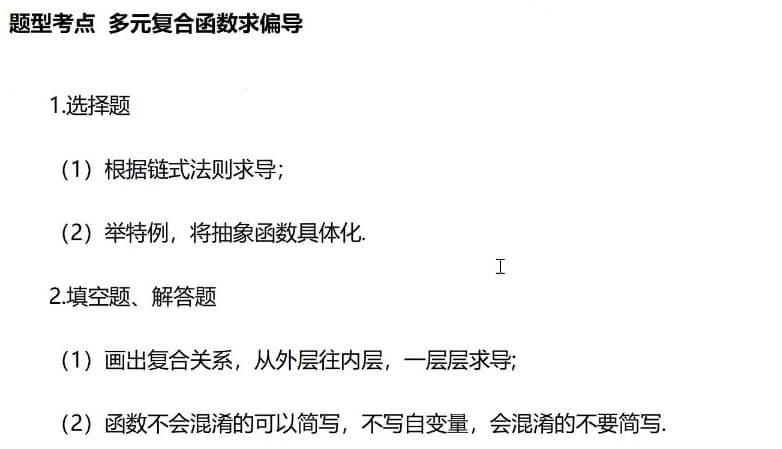 题型考点 多元复合函数求偏导
1.选择题
（1）根据链式法则求导；
（2）举特例，将抽象函数具体化.
2.填空题、解答题
（1）画出复合关系，从外层往内层，一层层求导；
（2）函数不会混淆的可以简写，不写自变量，会混淆的不要简写.